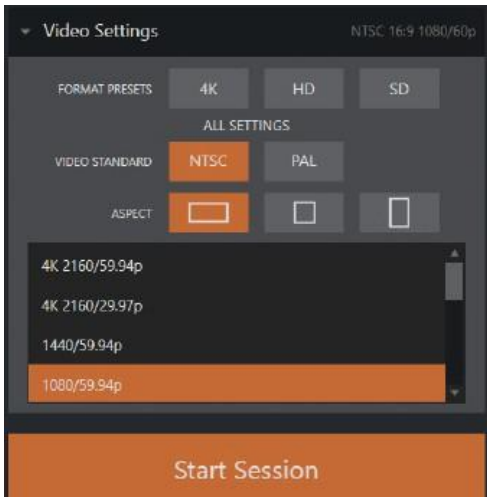 Video Settings NTSC 16:9 1080/60p
FORMAT PRESETS 4K HD SD
ALL SETTINGS
VIDEO STANDARD NTSC PAL
ASPECT
4K 2160/59.94p
4K 2160/29.97p
1440/59.94p
1080/59.94p
Start Session